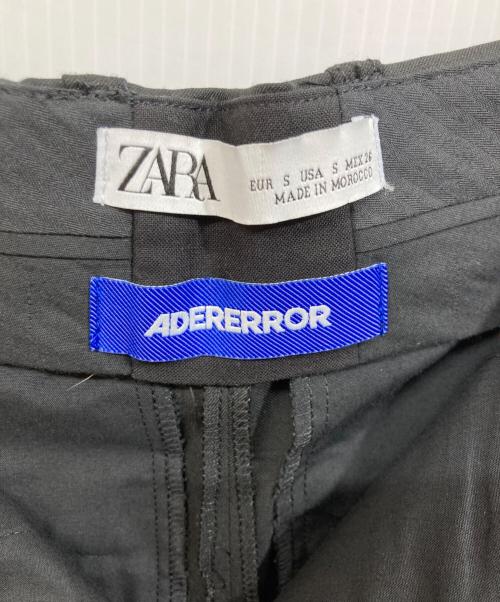 ZARA
EUR S USA S MEX 26
MADE IN MOROCCO
ADERERROR